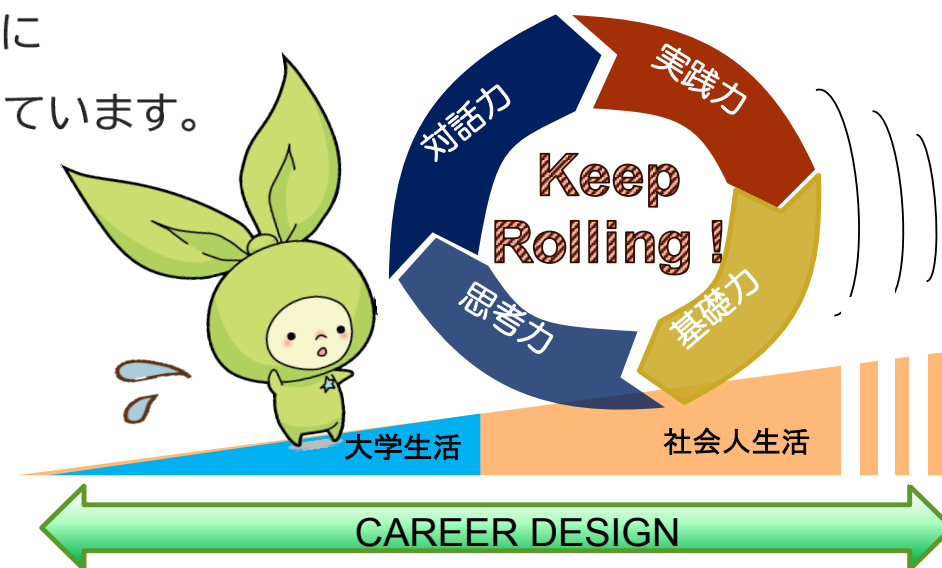 に
ています。
対話力
実践力
Keep
Rolling !
思考力
基礎力
大学生活
社会人生活
CAREER DESIGN